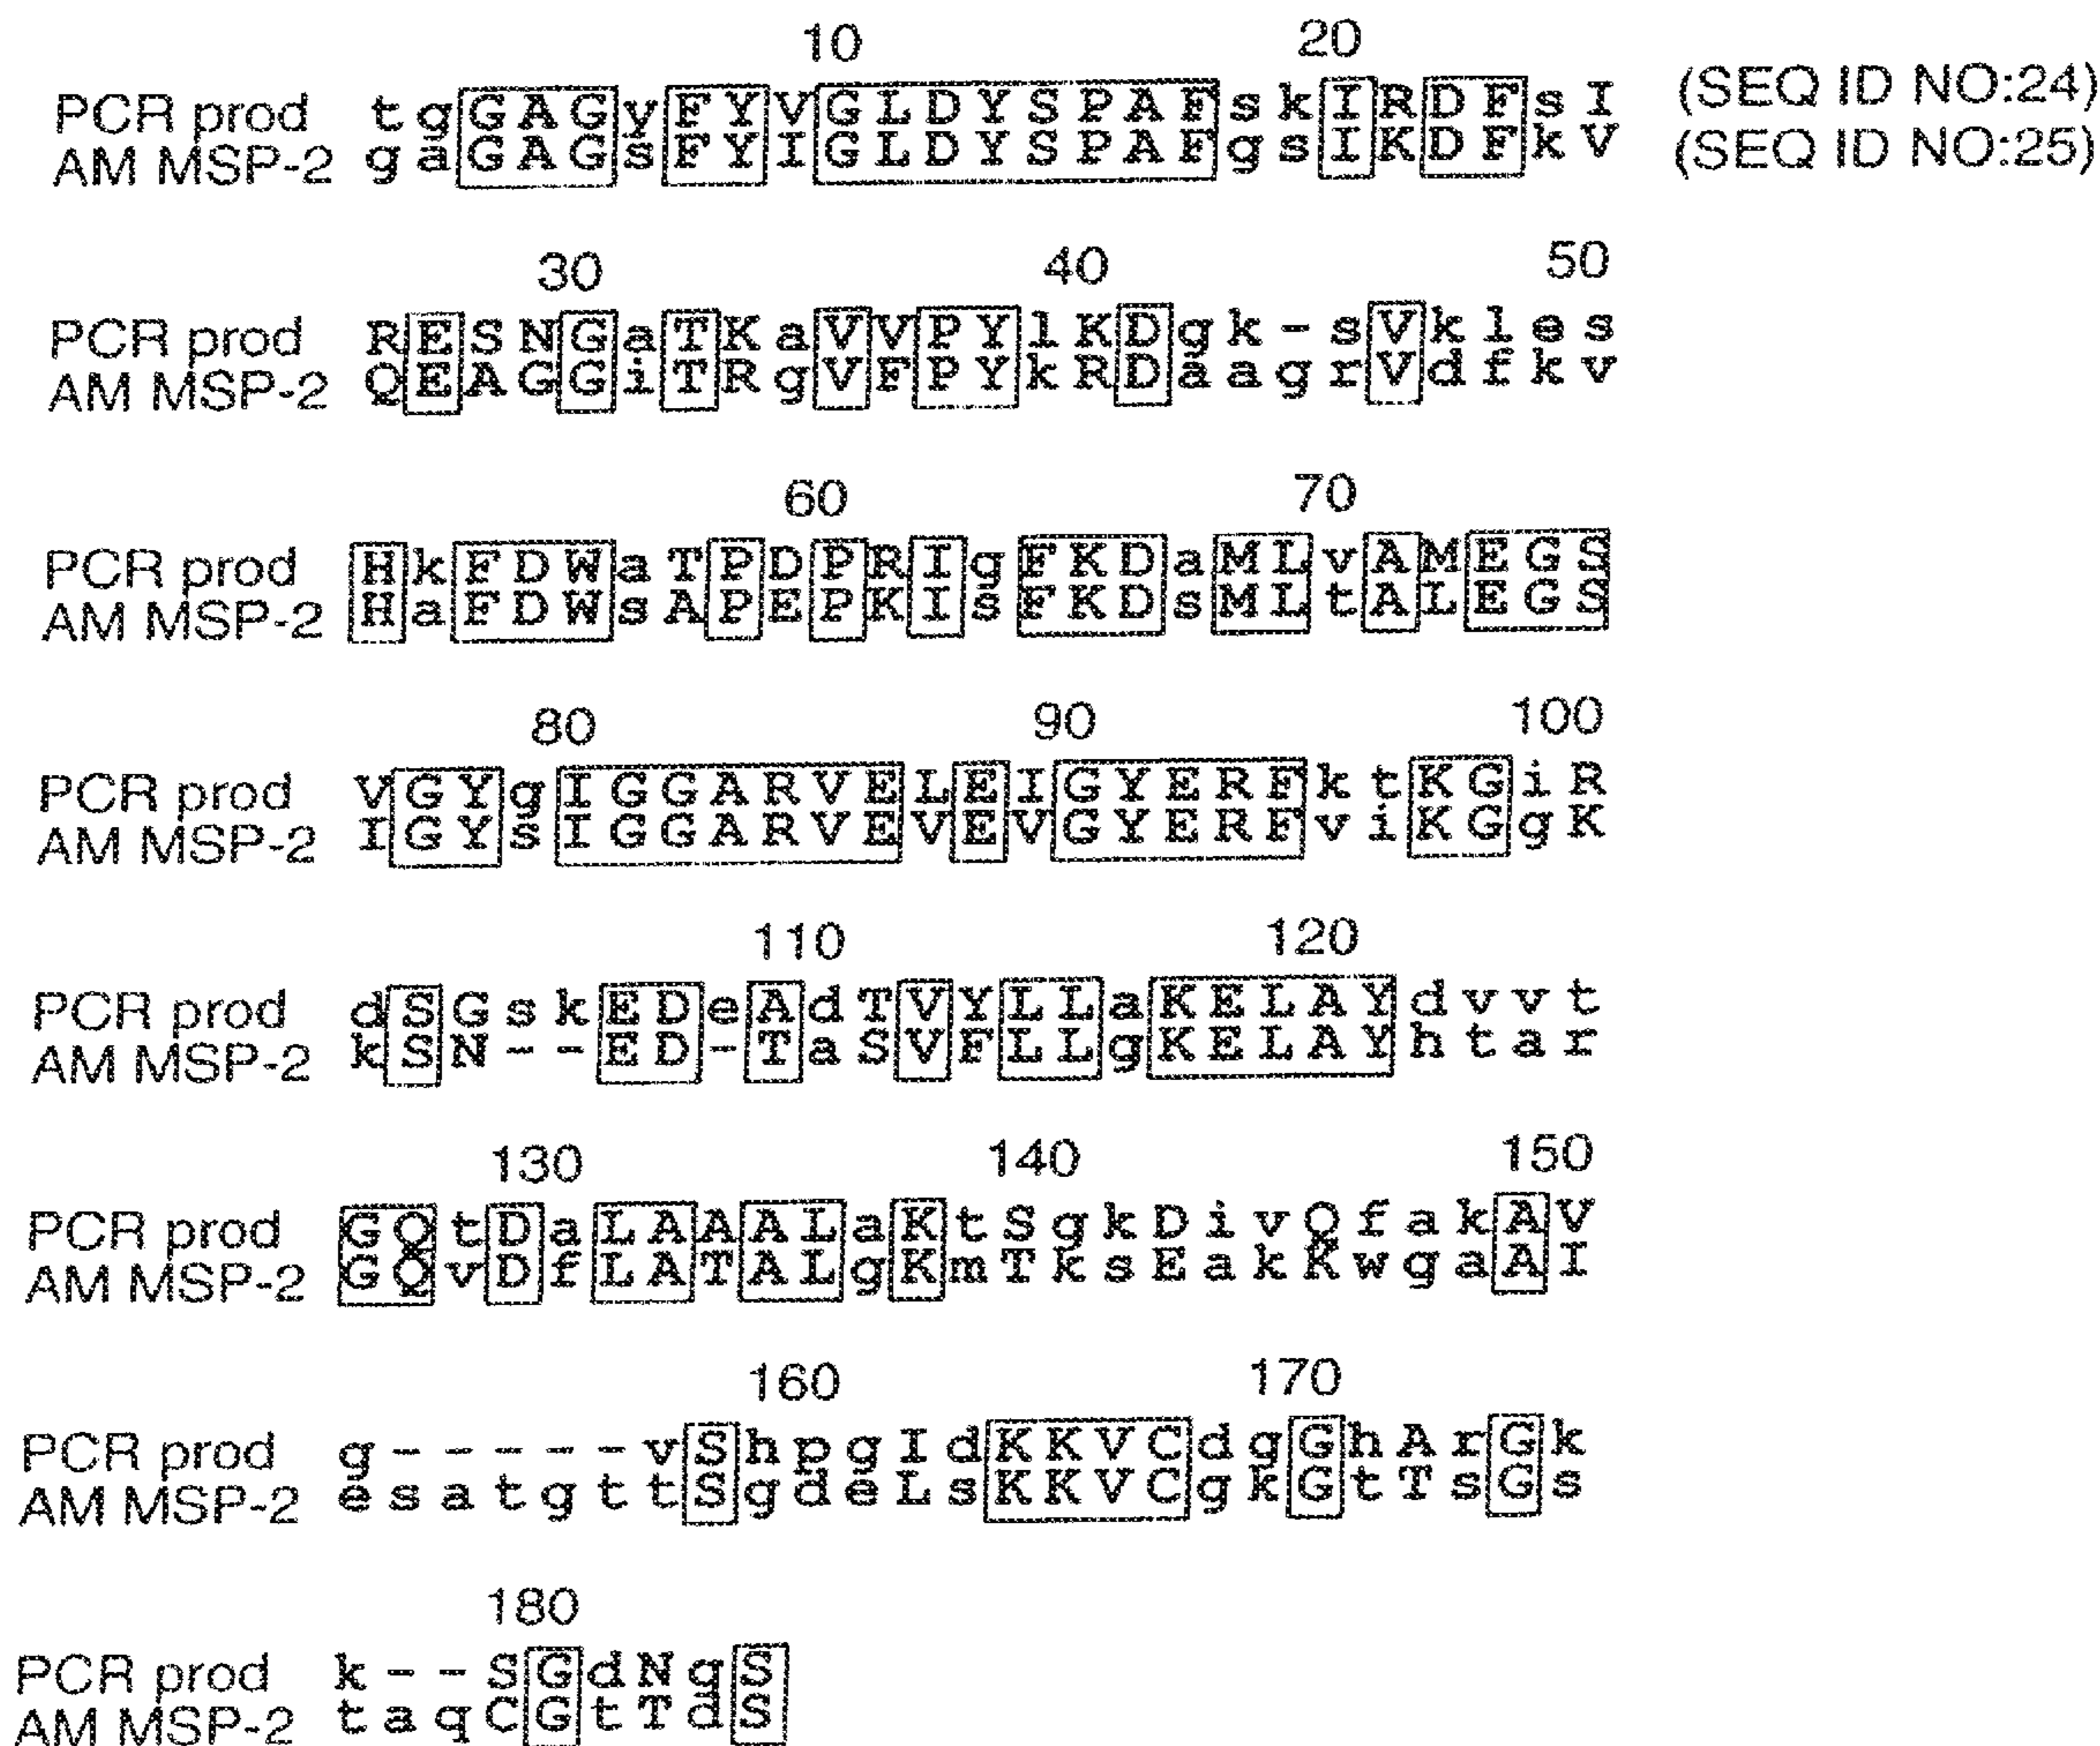 10 20
PCR prod t g G A G v F Y V G L D Y S P A F s k I R D F s I (SEQ ID NO:24)
AM MSP-2 g a G A G s F Y I G L D Y S P A F g s I K D F k V (SEQ ID NO:25)
30 40 50
PCR prod R E S N G a T K a V V P Y l K D g k - s V k l e s
AM MSP-2 Q E A G G i T R g V F P Y k R D a a g r V d f k v
60 70
PCR prod H k F D W a T P D P R I g F K D a M L v A M E G S
AM MSP-2 H a F D W s A P E P K I s F K D s M L t A L E G S
80 90 100
PCR prod V G Y g I G G A R V E L E I G Y E R F k t K G i R
AM MSP-2 I G Y s I G G A R V E V E V G Y E R F v i K G g K
110 120
PCR prod d S G s k E D e A d T V Y L L a K E L A Y d v v t
AM MSP-2 k S N - - E D - T a S V F L L g K E L A Y h t a r
130 140 150
PCR prod G Q t D a L A A A L a K t S g k D i v Q f a k A V
AM MSP-2 G Q v D f L A T A L g K m T k s E a k K w g a A I
160 170
PCR prod g - - - - - v S h p g I d K K V C d g G h A r G k
AM MSP-2 e s a t g t t S g d e L s K K V C g k G t T s G s
180
PCR prod k - - S G d N g S
AM MSP-2 t a q C G t T d S